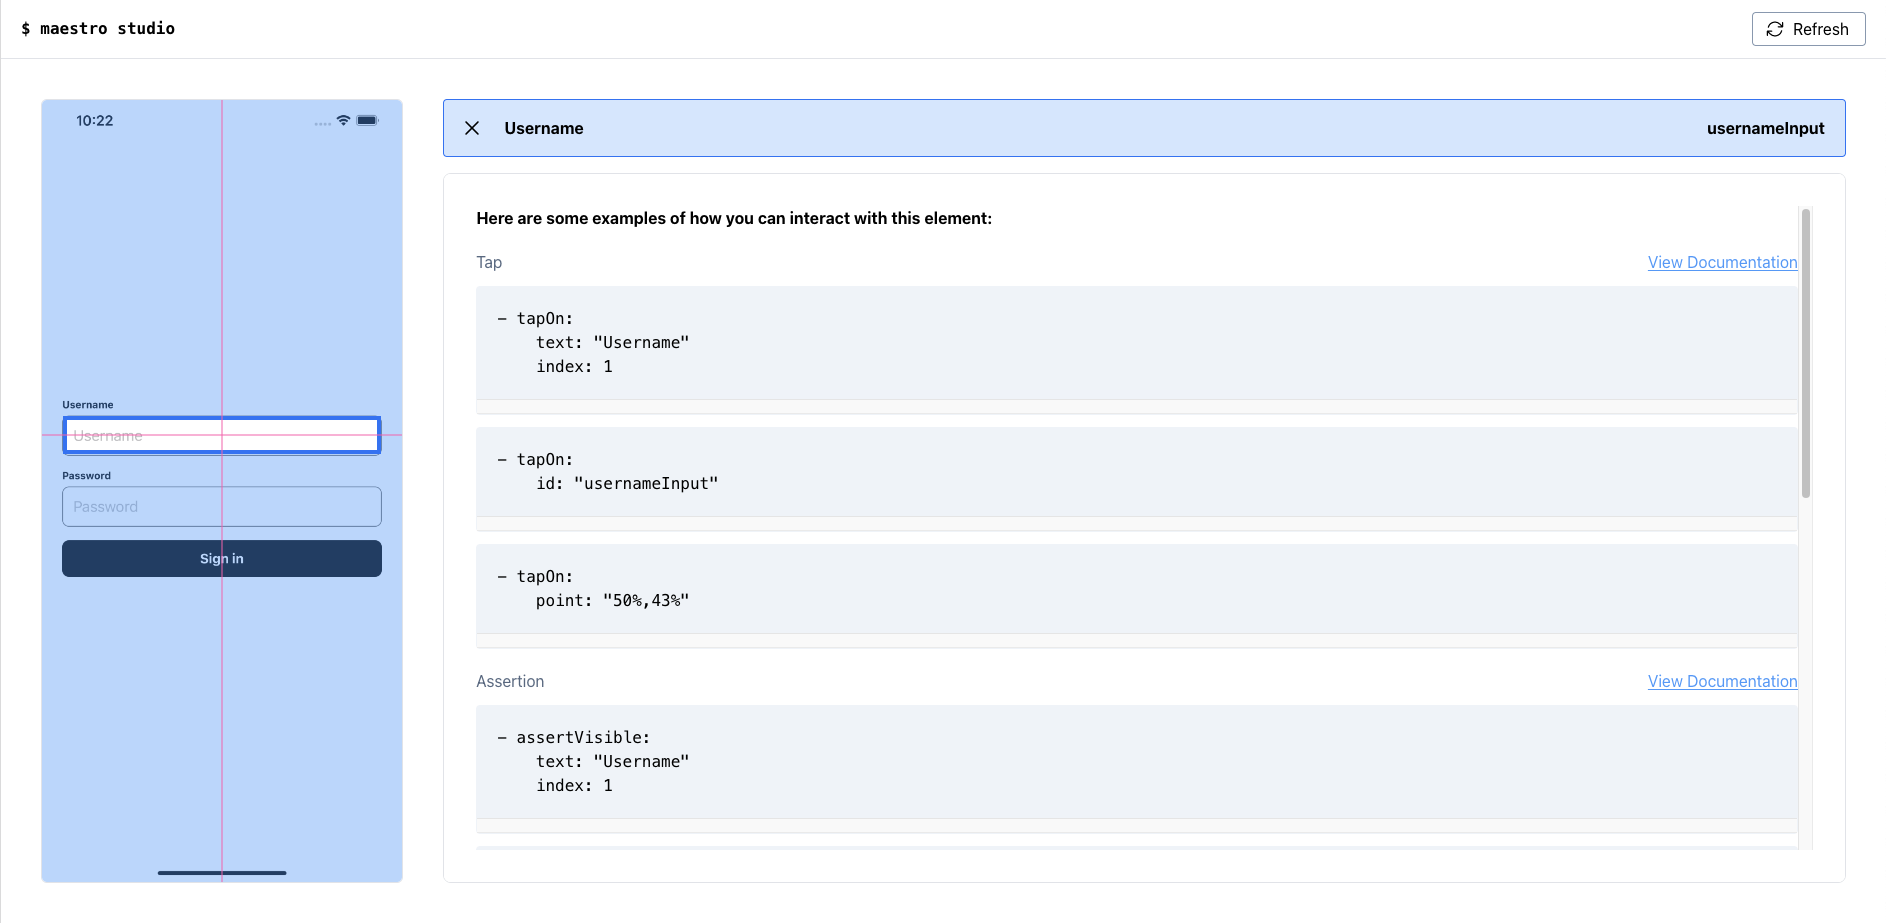 $ maestro studio
Refresh
10:22
Username
Username
Password
Password
Sign in
Username
usernameInput
Here are some examples of how you can interact with this element:
Tap
View Documentation
- tapOn:
    text: "Username"
    index: 1
- tapOn:
    id: "usernameInput"
- tapOn:
    point: "50%,43%"
Assertion
View Documentation
- assertVisible:
    text: "Username"
    index: 1